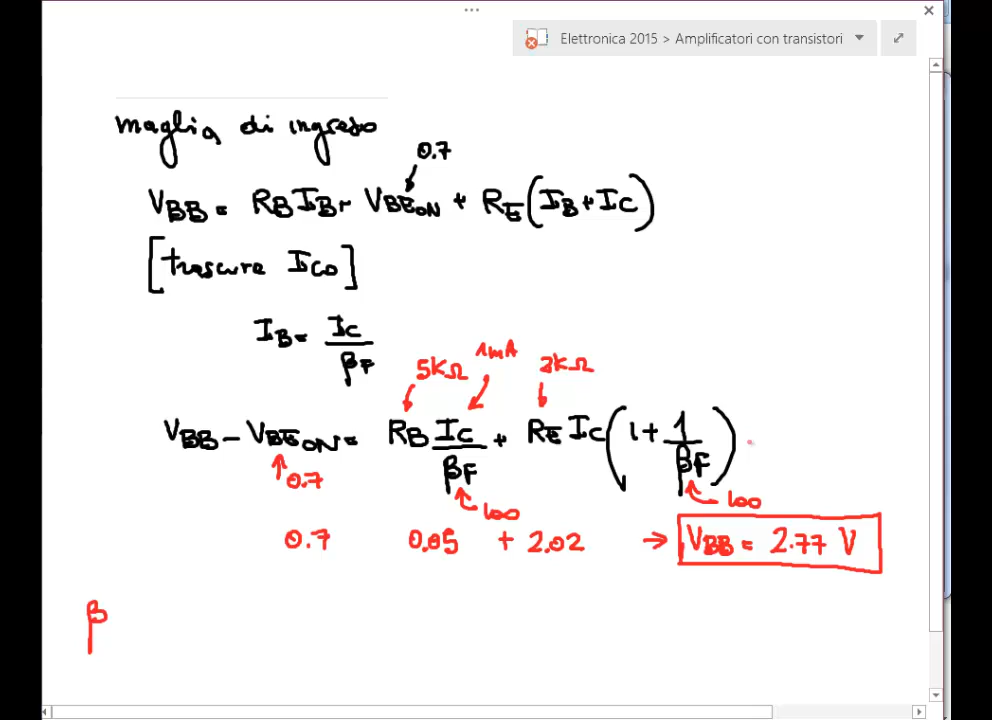 Elettronica 2015 > Amplificatori con transistori
maglia di ingresso
0.7
VBB = RB IB + VBEON + RE (IB + IC)
[trascuro ICO]
IB = IC / βF
5KΩ 1mA 2KΩ
VBB − VBEON = RB IC / βF + RE IC (1 + 1 / βF)
0.7 100 100
0.7 0.05 + 2.02 → VBB = 2.77 V
β